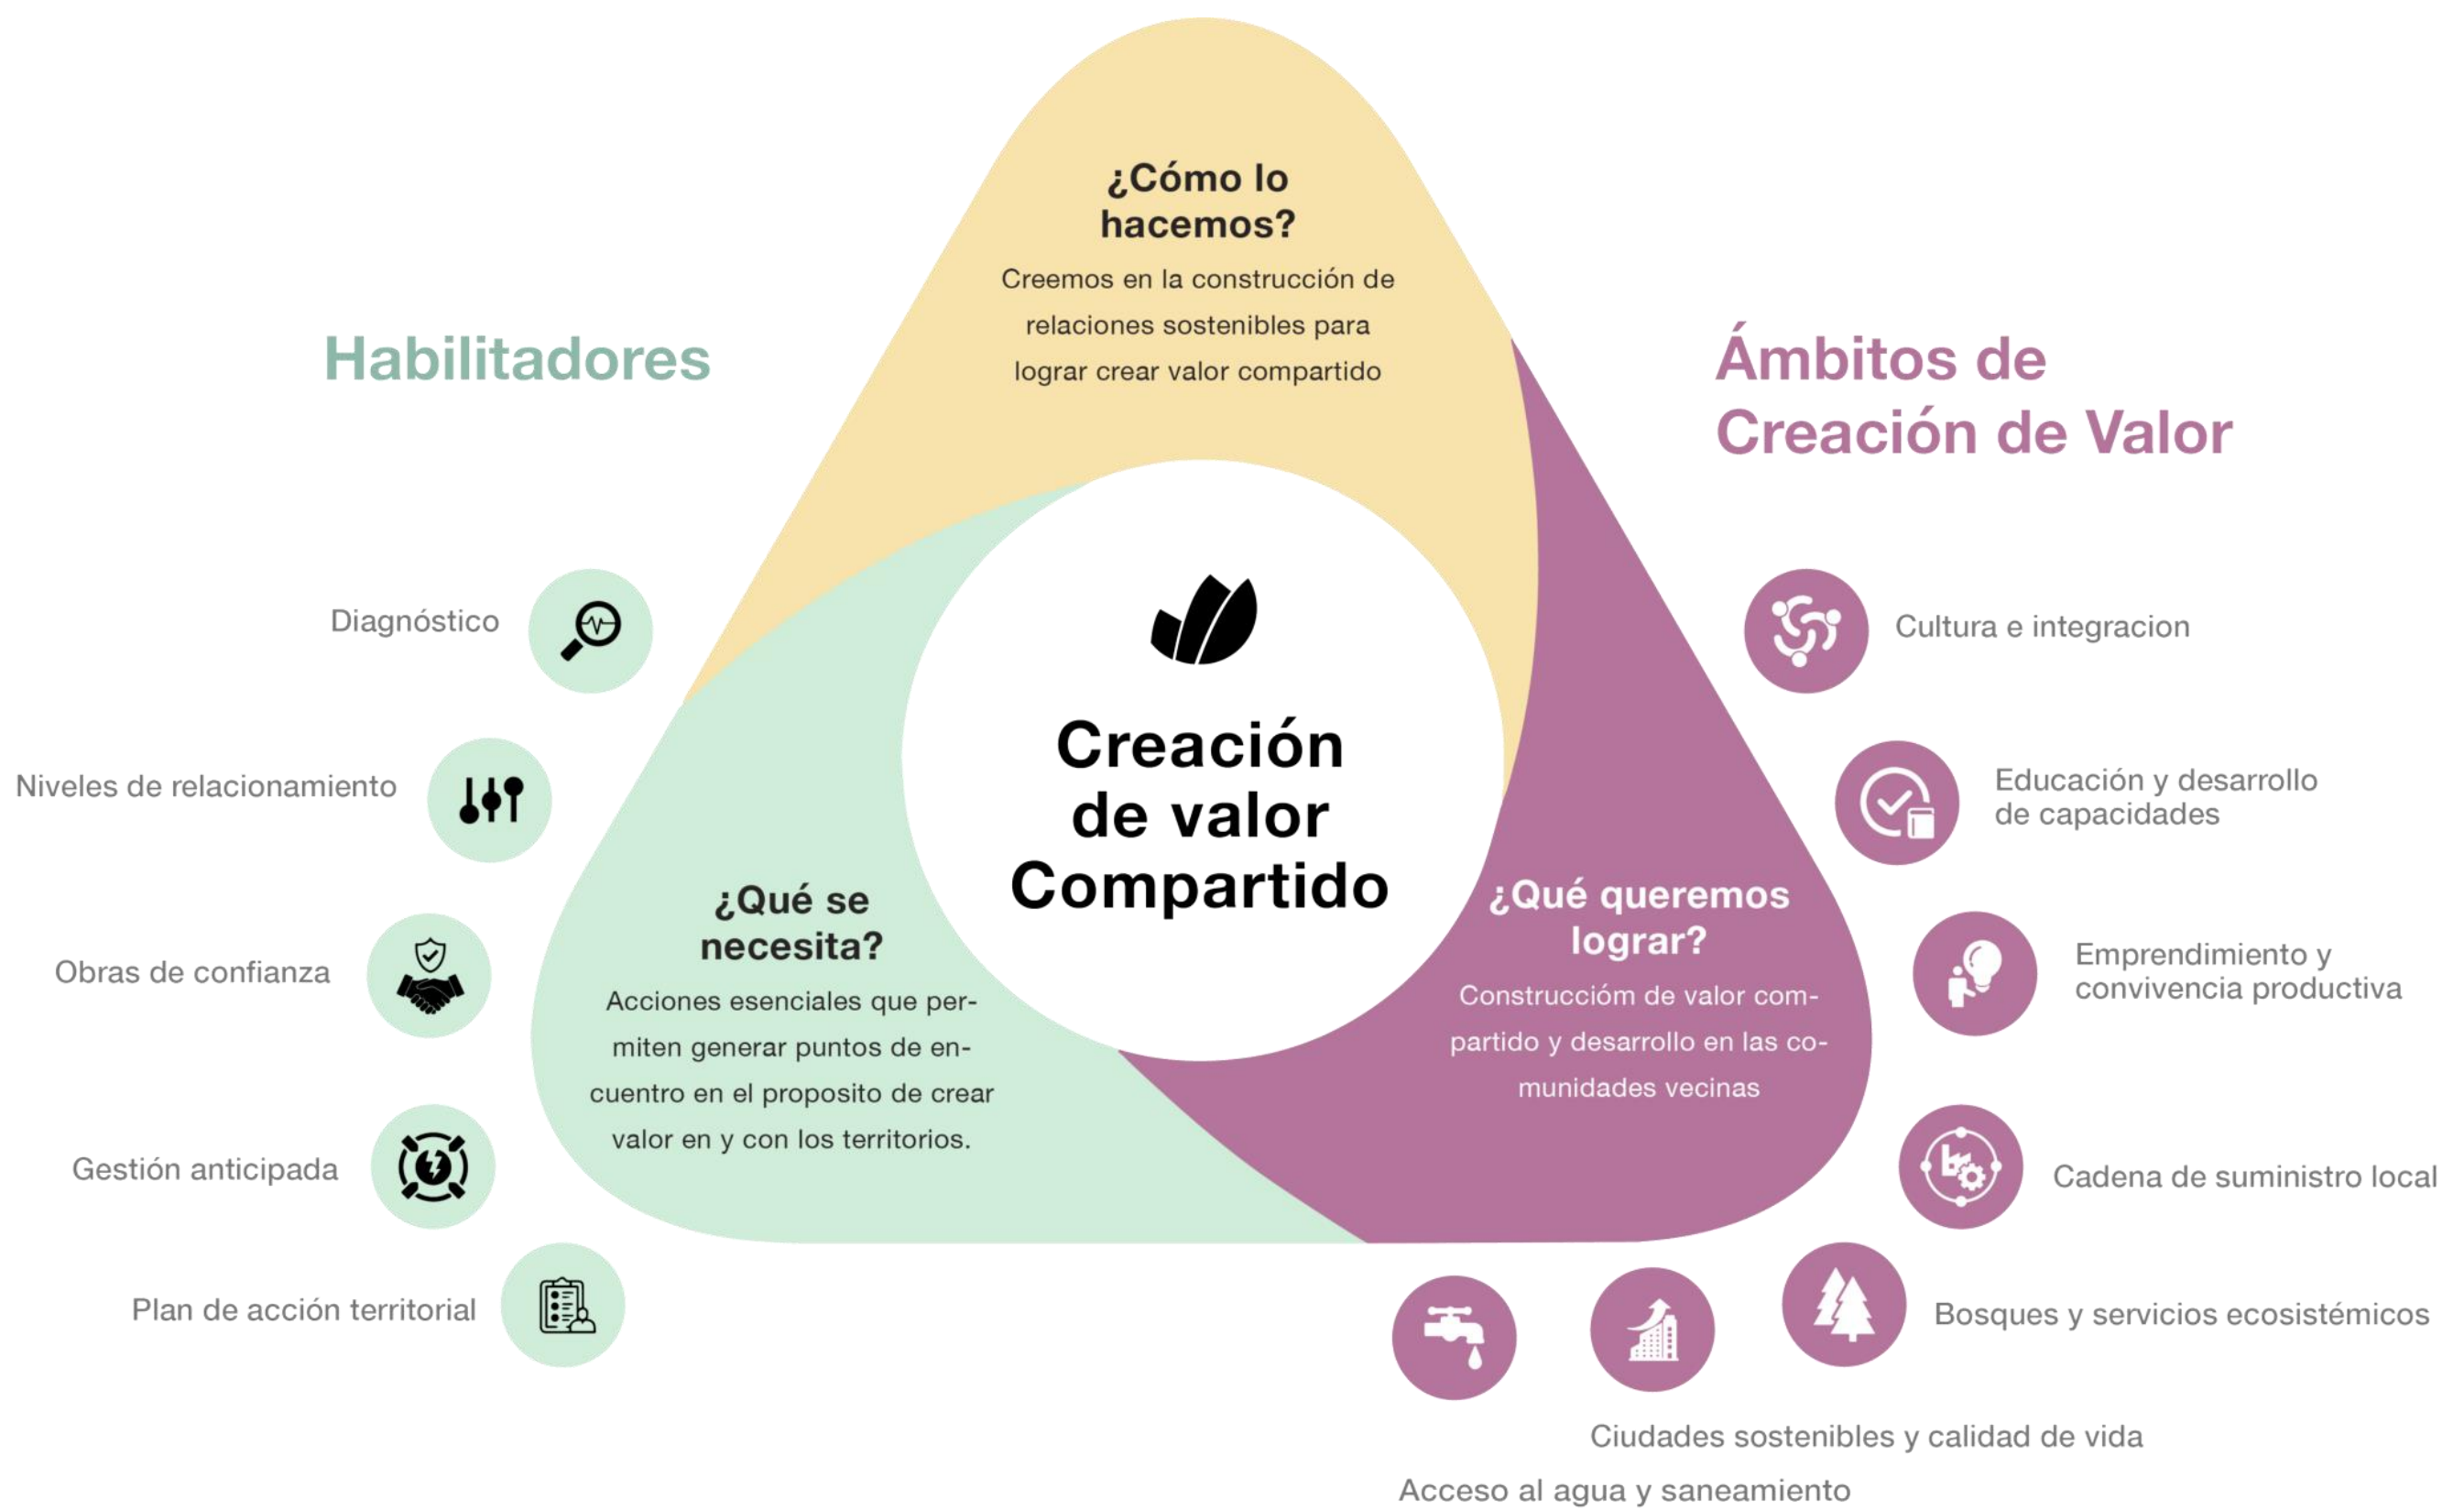 ¿Cómo lo
hacemos?
Creemos en la construcción de
relaciones sostenibles para
lograr crear valor compartido
Habilitadores
Diagnóstico
Niveles de relacionamiento
Obras de confianza
Gestión anticipada
Plan de acción territorial
Creación
de valor
Compartido
¿Qué se
necesita?
Acciones esenciales que per-
miten generar puntos de en-
cuentro en el proposito de crear
valor en y con los territorios.
¿Qué queremos
lograr?
Construccióm de valor com-
partido y desarrollo en las co-
munidades vecinas
Ámbitos de
Creación de Valor
Cultura e integracion
Educación y desarrollo
de capacidades
Emprendimiento y
convivencia productiva
Cadena de suministro local
Bosques y servicios ecosistémicos
Ciudades sostenibles y calidad de vida
Acceso al agua y saneamiento